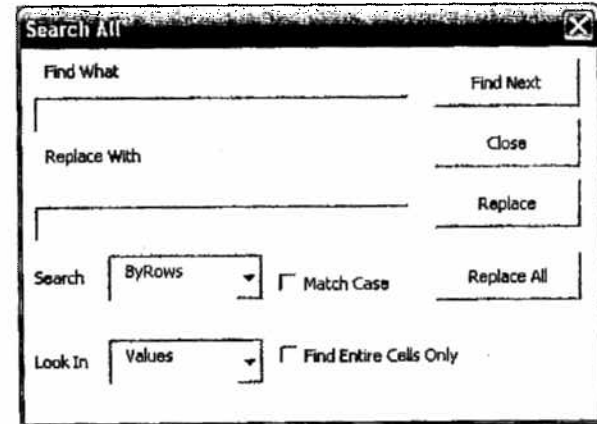 Search All
Find What
Find Next
Close
Replace With
Replace
Search
ByRows
Match Case
Replace All
Look In
Values
Find Entire Cells Only